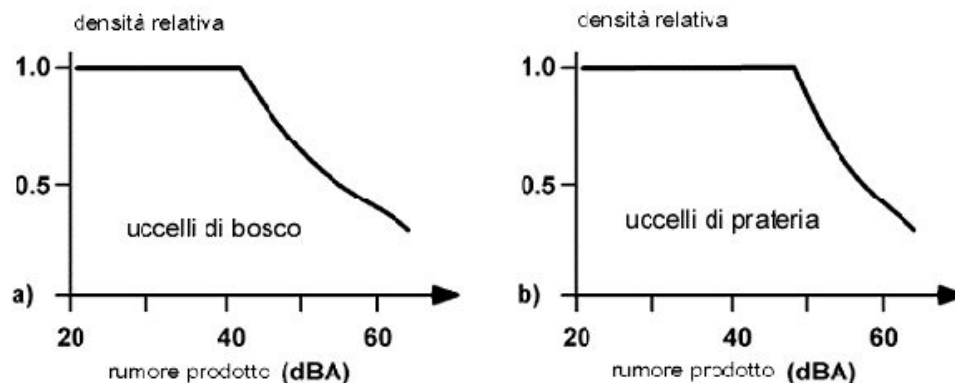 densità relativa
1.0
0.5
uccelli di bosco
a)
20 40 60
rumore prodotto (dBA)
densità relativa
1.0
0.5
uccelli di prateria
b)
20 40 60
rumore prodotto (dBA)